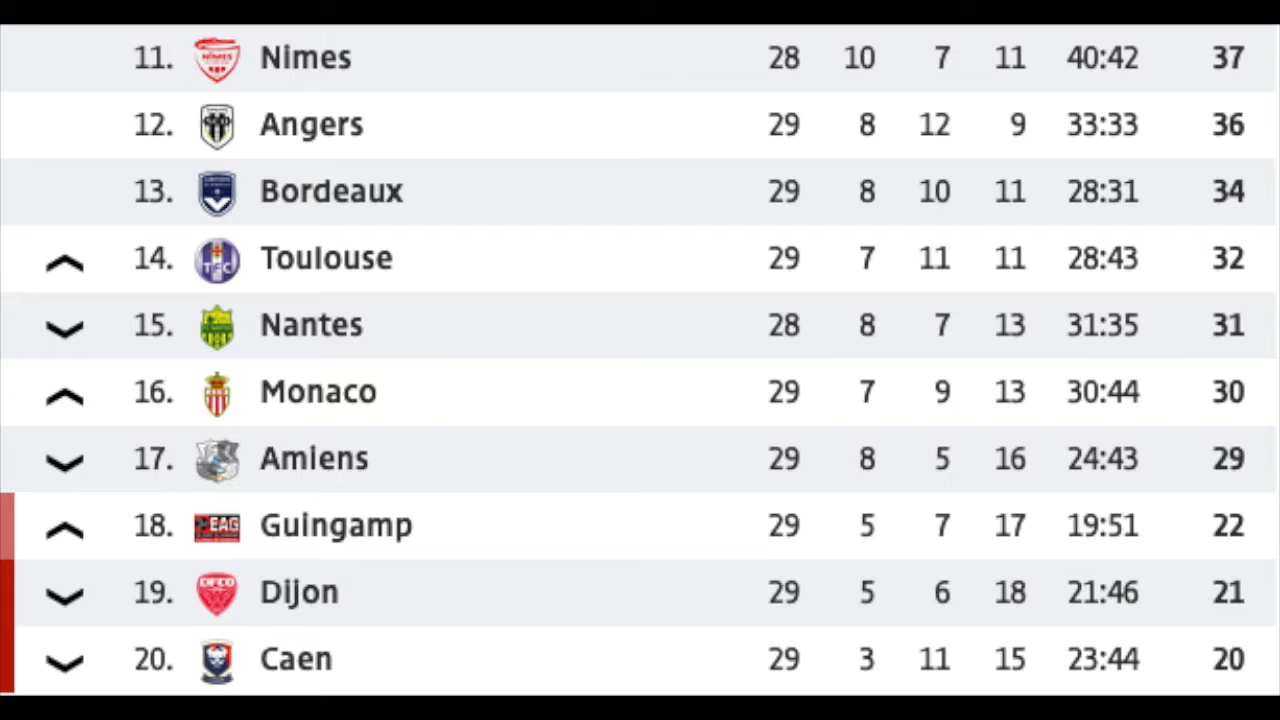 11. NÎMES Nimes 28 10 7 11 40:42 37
12. Angers 29 8 12 9 33:33 36
13. Bordeaux 29 8 10 11 28:31 34
14. TFC Toulouse 29 7 11 11 28:43 32
15. Nantes 28 8 7 13 31:35 31
16. Monaco 29 7 9 13 30:44 30
17. Amiens 29 8 5 16 24:43 29
18. EAG Guingamp 29 5 7 17 19:51 22
19. DFCO Dijon 29 5 6 18 21:46 21
20. Caen 29 3 11 15 23:44 20